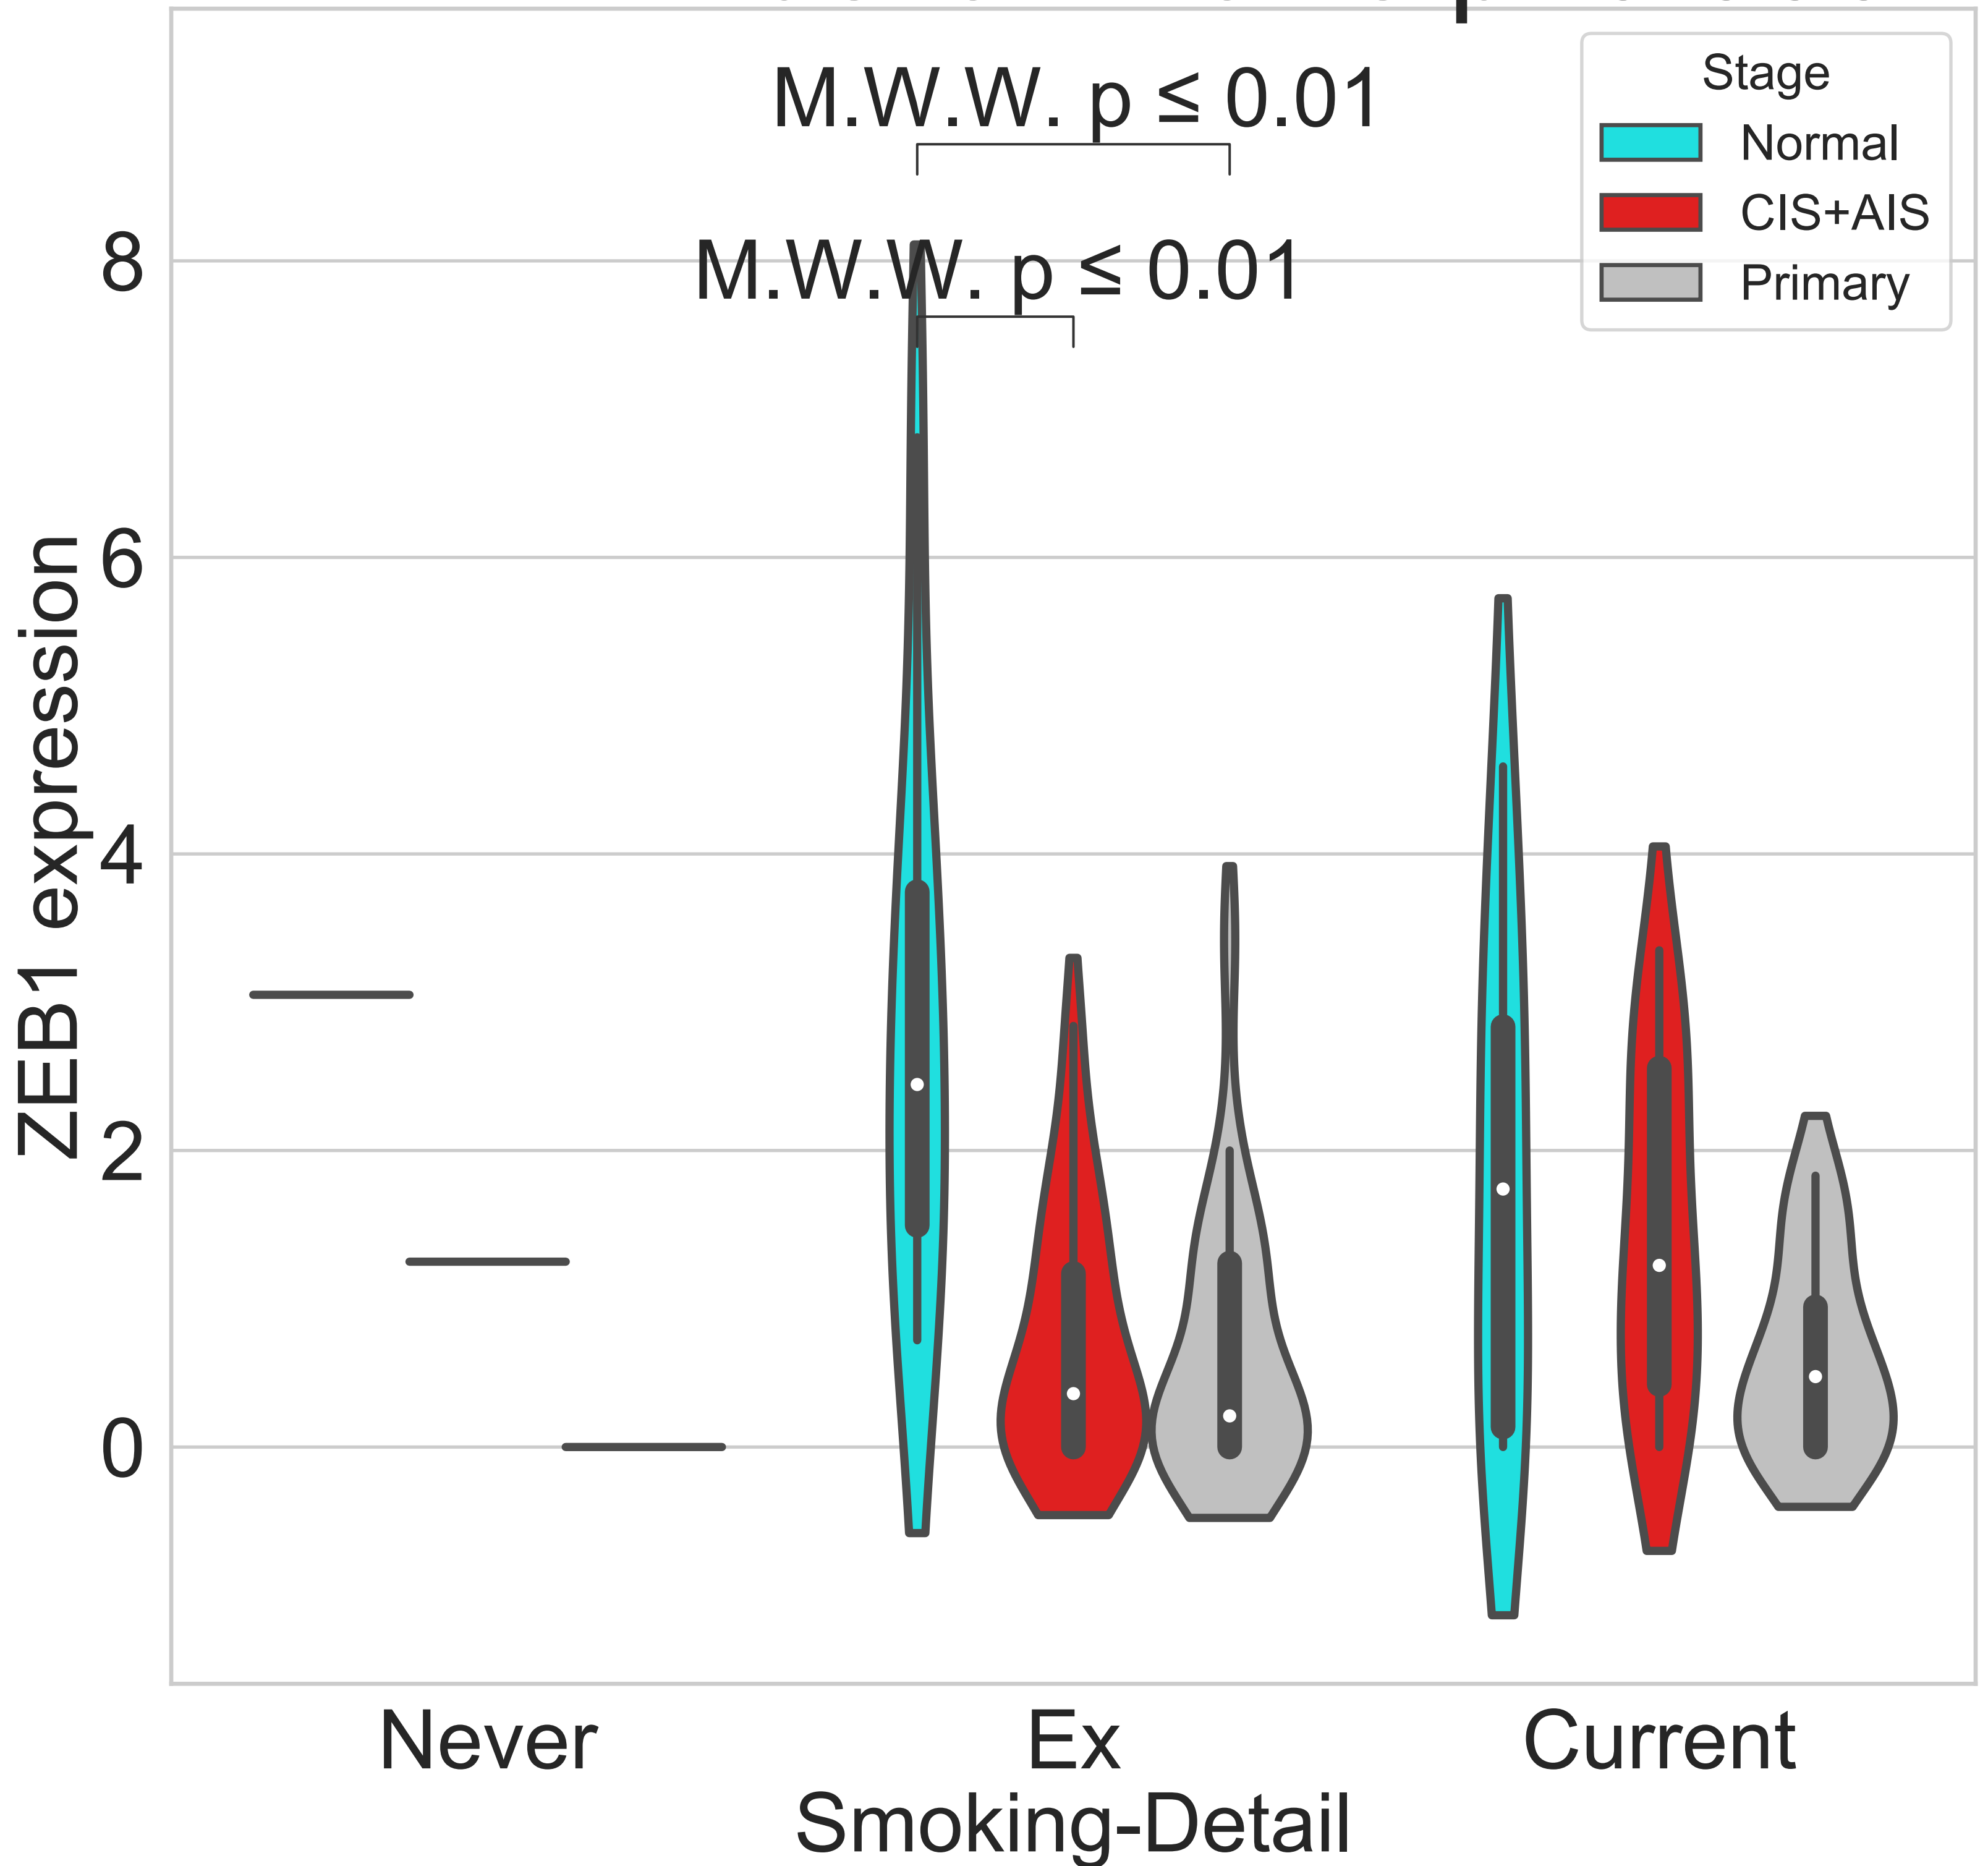 M.W.W. p ≤ 0.01
M.W.W. p ≤ 0.01
Stage
Normal
CIS+AIS
Primary
ZEB1 expression
8
6
4
2
0
Never
Ex
Current
Smoking-Detail